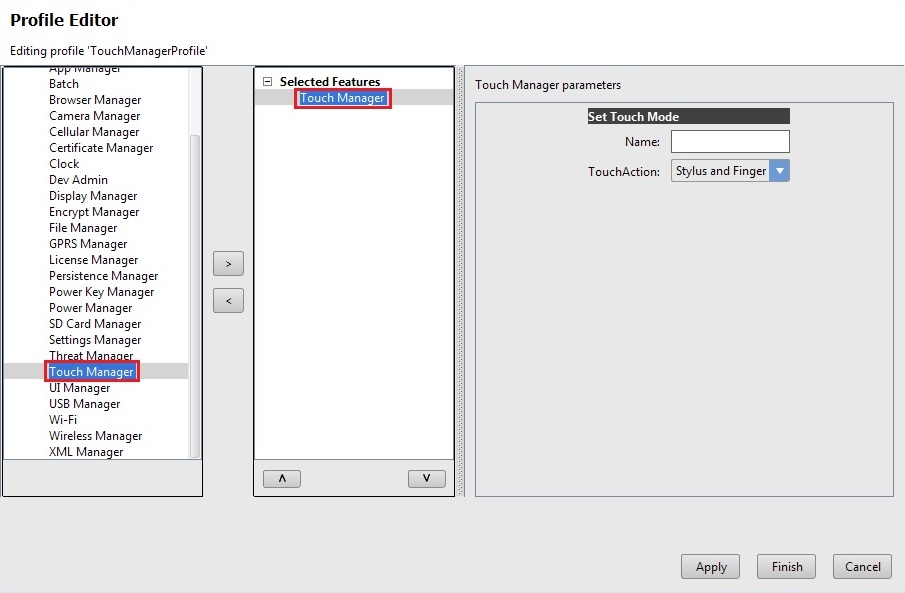 Profile Editor
Editing profile 'TouchManagerProfile'
App Manager
Batch
Browser Manager
Camera Manager
Cellular Manager
Certificate Manager
Clock
Dev Admin
Display Manager
Encrypt Manager
File Manager
GPRS Manager
License Manager
Persistence Manager
Power Key Manager
Power Manager
SD Card Manager
Settings Manager
Threat Manager
Touch Manager
UI Manager
USB Manager
Wi-Fi
Wireless Manager
XML Manager
>
<
Selected Features
Touch Manager
Touch Manager parameters
Set Touch Mode
Name:
TouchAction: Stylus and Finger
Apply Finish Cancel